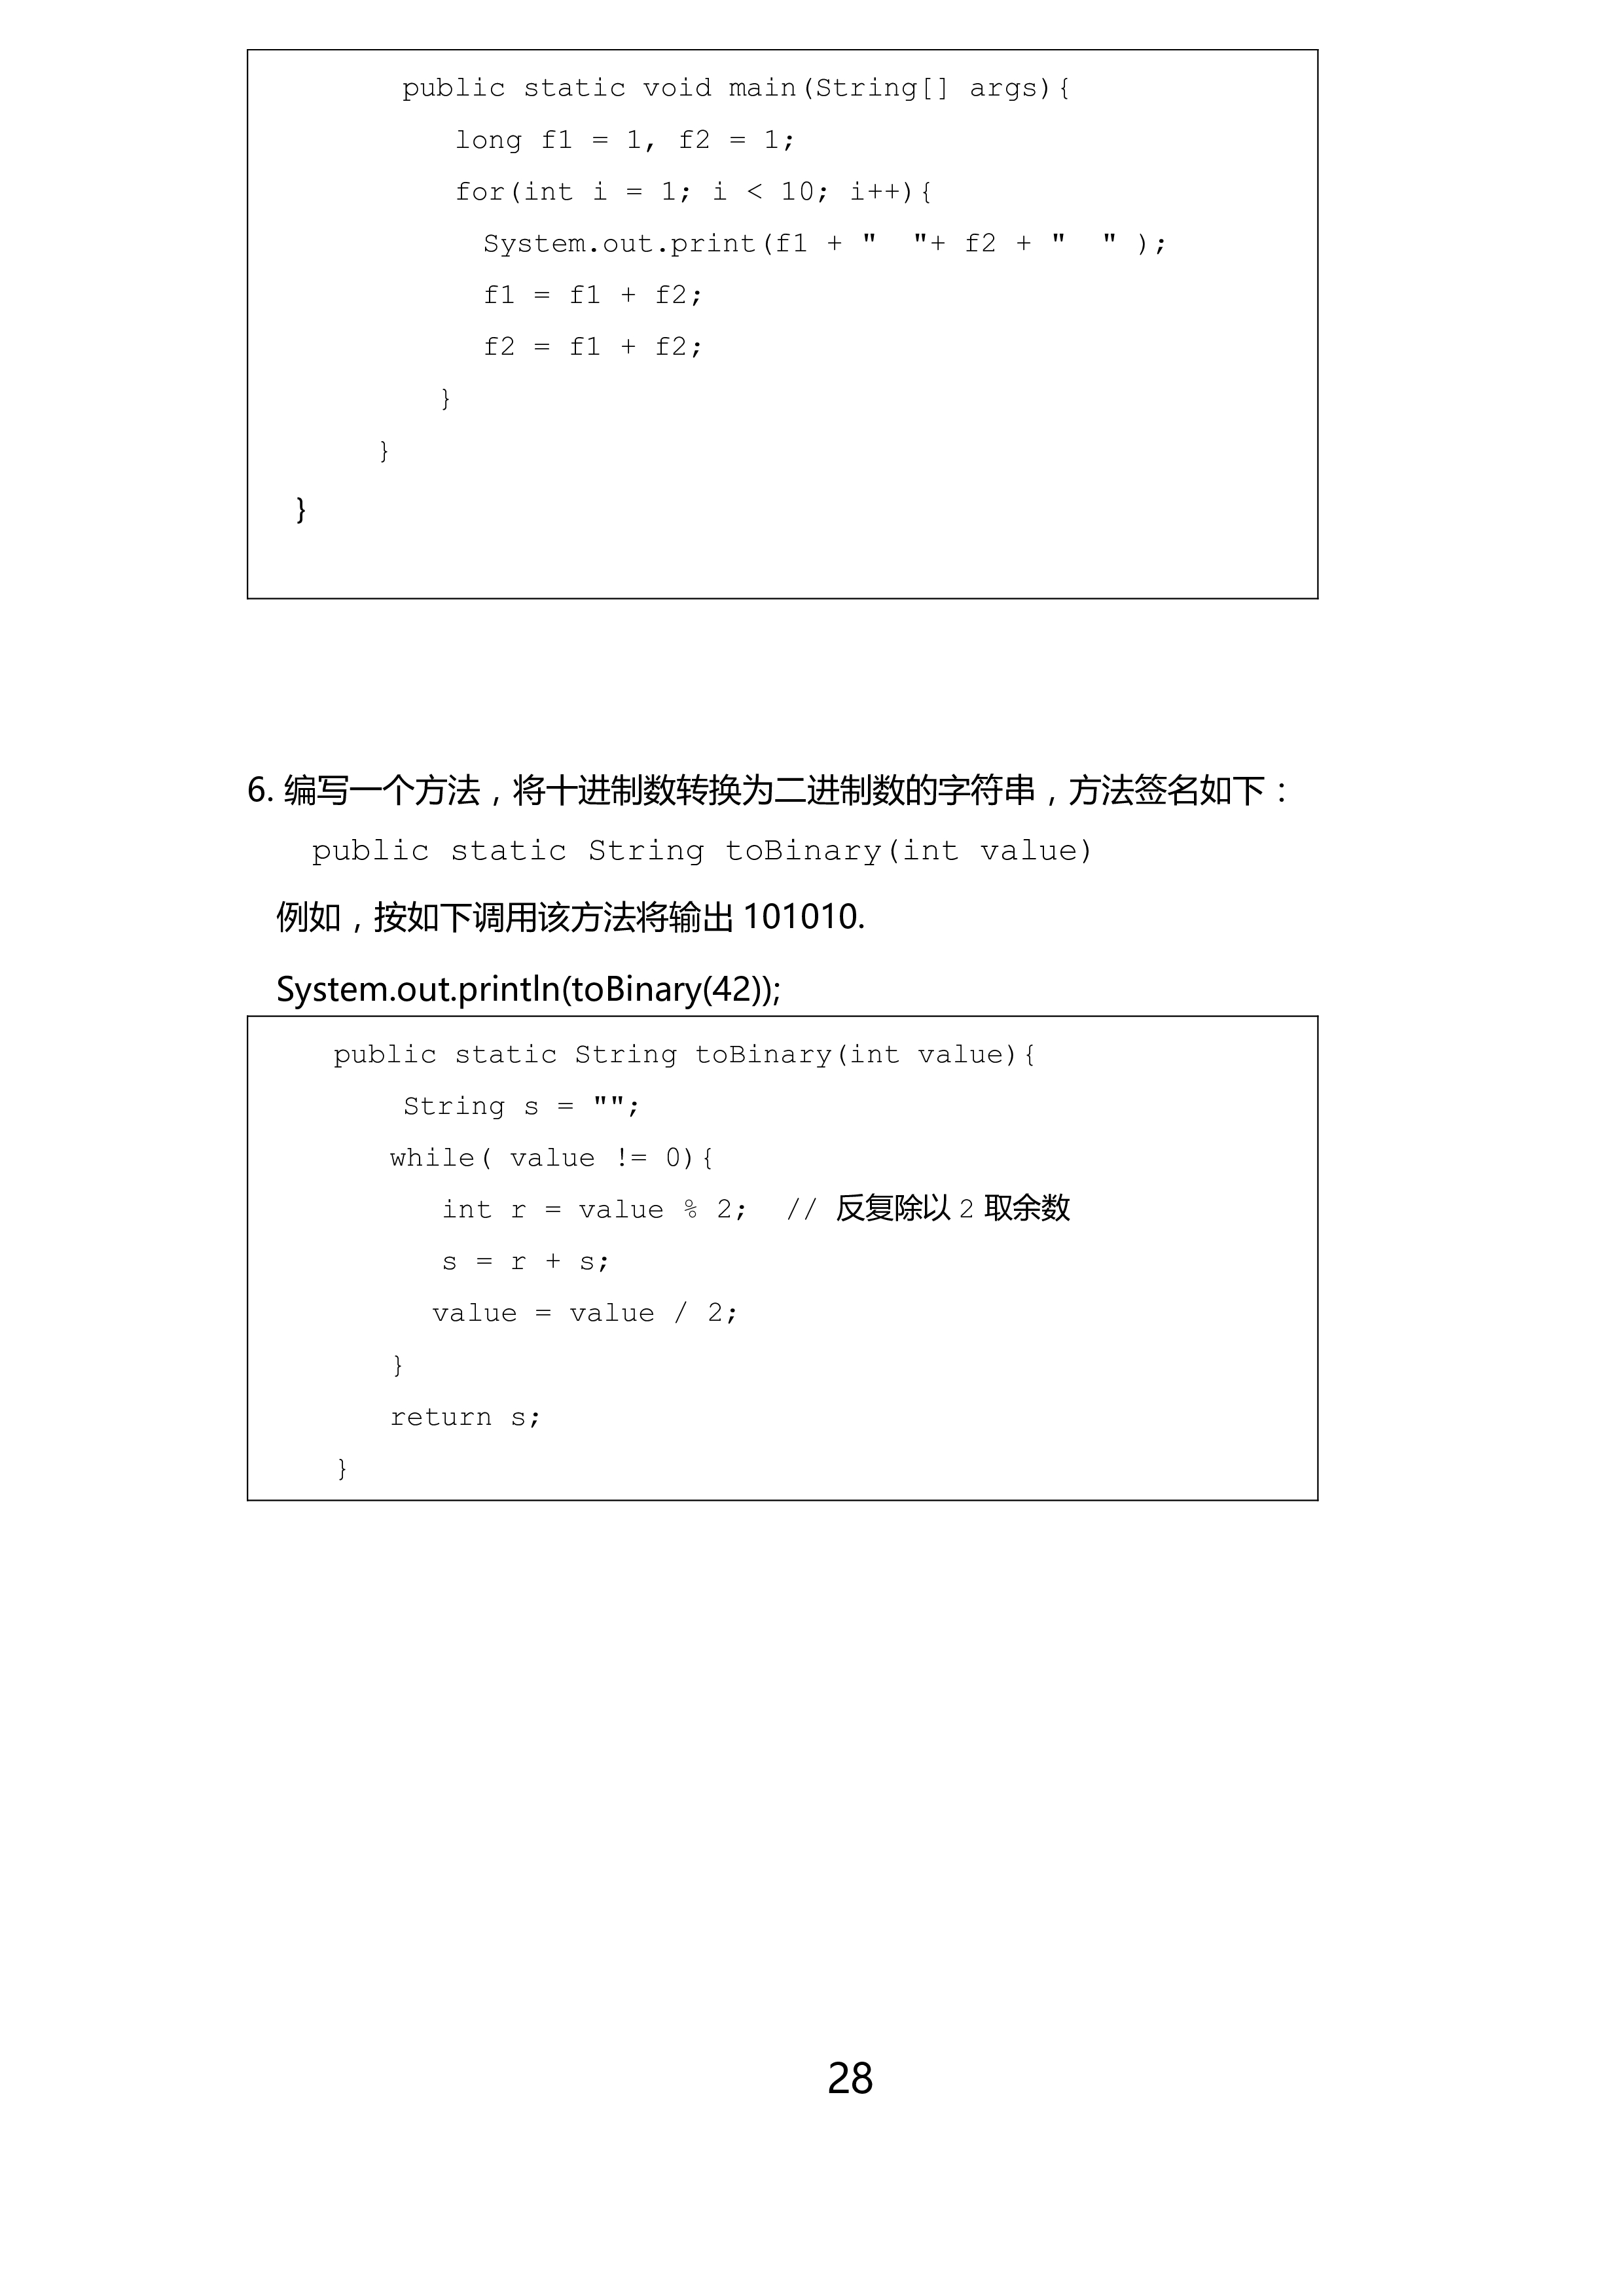 public static void main(String[] args){
long f1 = 1, f2 = 1;
for(int i = 1; i < 10; i++){
System.out.print(f1 + "  "+ f2 + "  " );
f1 = f1 + f2;
f2 = f1 + f2;
}
}
}
6. 编写一个方法，将十进制数转换为二进制数的字符串，方法签名如下：
public static String toBinary(int value)
例如，按如下调用该方法将输出 101010.
System.out.println(toBinary(42));
public static String toBinary(int value){
String s = "";
while( value != 0){
int r = value % 2;  // 反复除以 2 取余数
s = r + s;
value = value / 2;
}
return s;
}
28